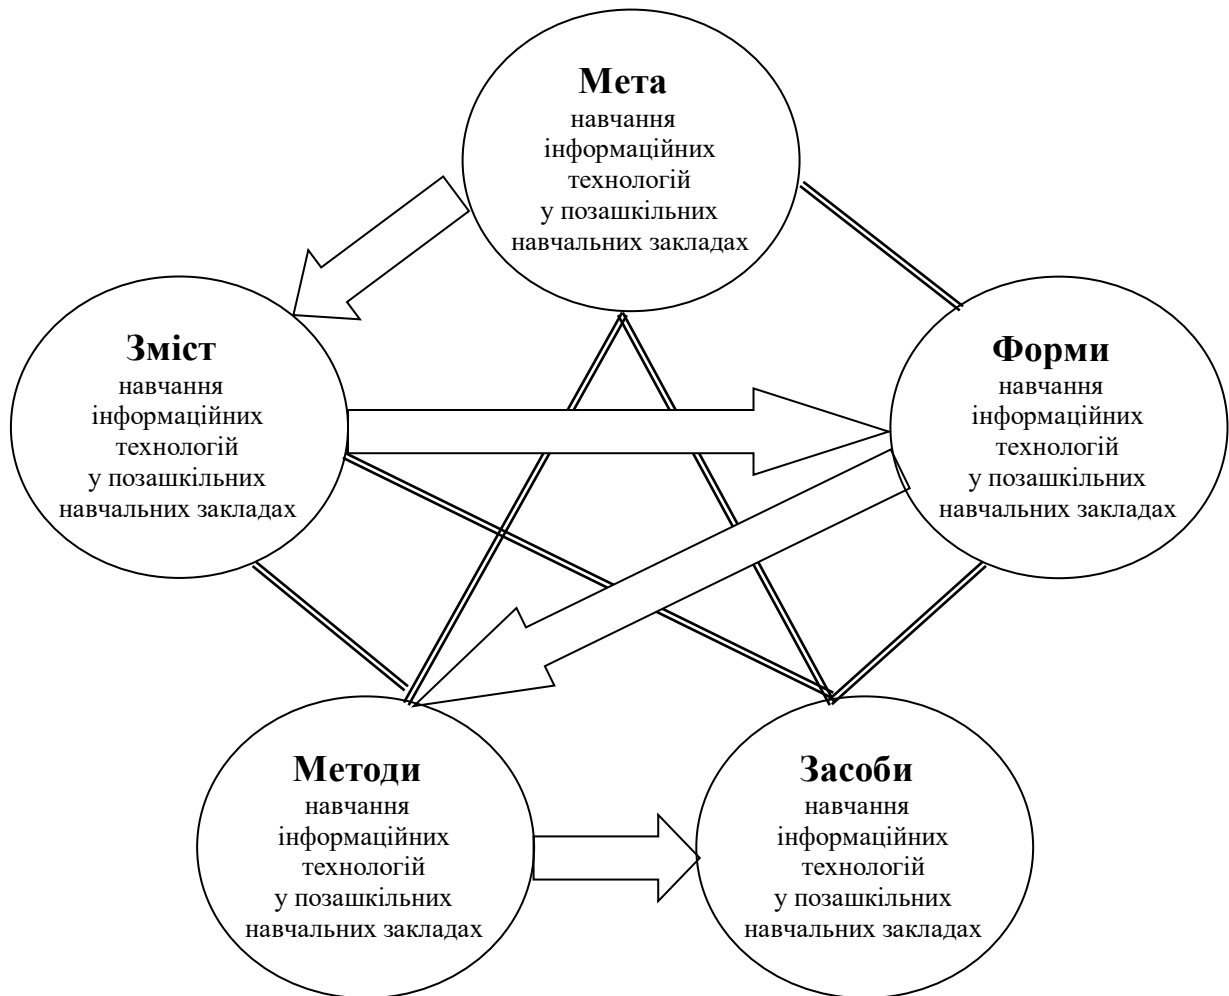 Мета
навчання
інформаційних
технологій
у позашкільних
навчальних закладах
Зміст
навчання
інформаційних
технологій
у позашкільних
навчальних закладах
Форми
навчання
інформаційних
технологій
у позашкільних
навчальних закладах
Методи
навчання
інформаційних
технологій
у позашкільних
навчальних закладах
Засоби
навчання
інформаційних
технологій
у позашкільних
навчальних закладах